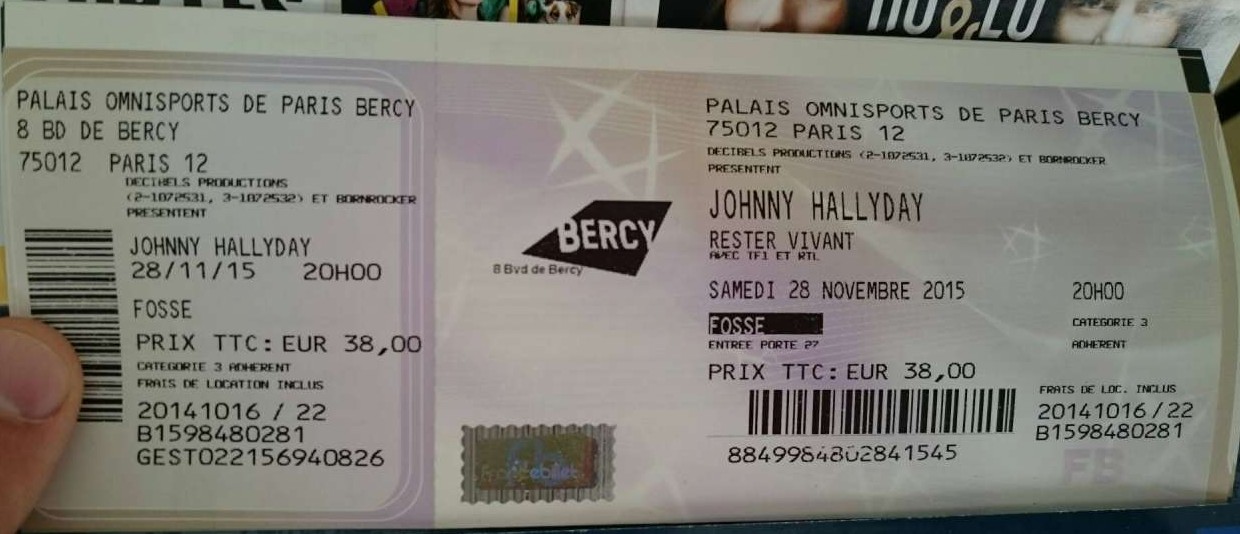 NO&LU
PALAIS OMNISPORTS DE PARIS BERCY
8 BD DE BERCY
75012 PARIS 12
DECIBELS PRODUCTIONS
(2-1072531, 3-1072532) ET BORNROCKER
PRESENTENT
JOHNNY HALLYDAY
28/11/15 20H00
FOSSE
PRIX TTC: EUR 38,00
CATEGORIE 3 ADHERENT
FRAIS DE LOCATION INCLUS
20141016 / 22
B1598480281
GEST022156940826
BERCY
8 Bvd de Bercy
PALAIS OMNISPORTS DE PARIS BERCY
75012 PARIS 12
DECIBELS PRODUCTIONS (2-1072531, 3-1072532) ET BORNROCKER
PRESENTENT
JOHNNY HALLYDAY
RESTER VIVANT
AVEC TF1 ET RTL
SAMEDI 28 NOVEMBRE 2015 20H00
FOSSE CATEGORIE 3
ENTREE PORTE 27 ADHERENT
PRIX TTC: EUR 38,00
FRAIS DE LOC. INCLUS
20141016/22
B1598480281
8849984802841545
FB